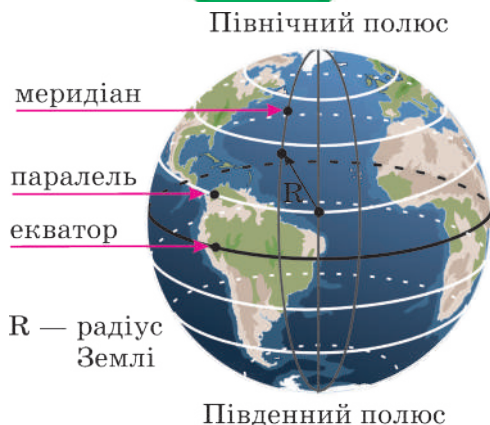 Північний полюс
меридіан
паралель
R
екватор
R — радіус
Землі
Південний полюс